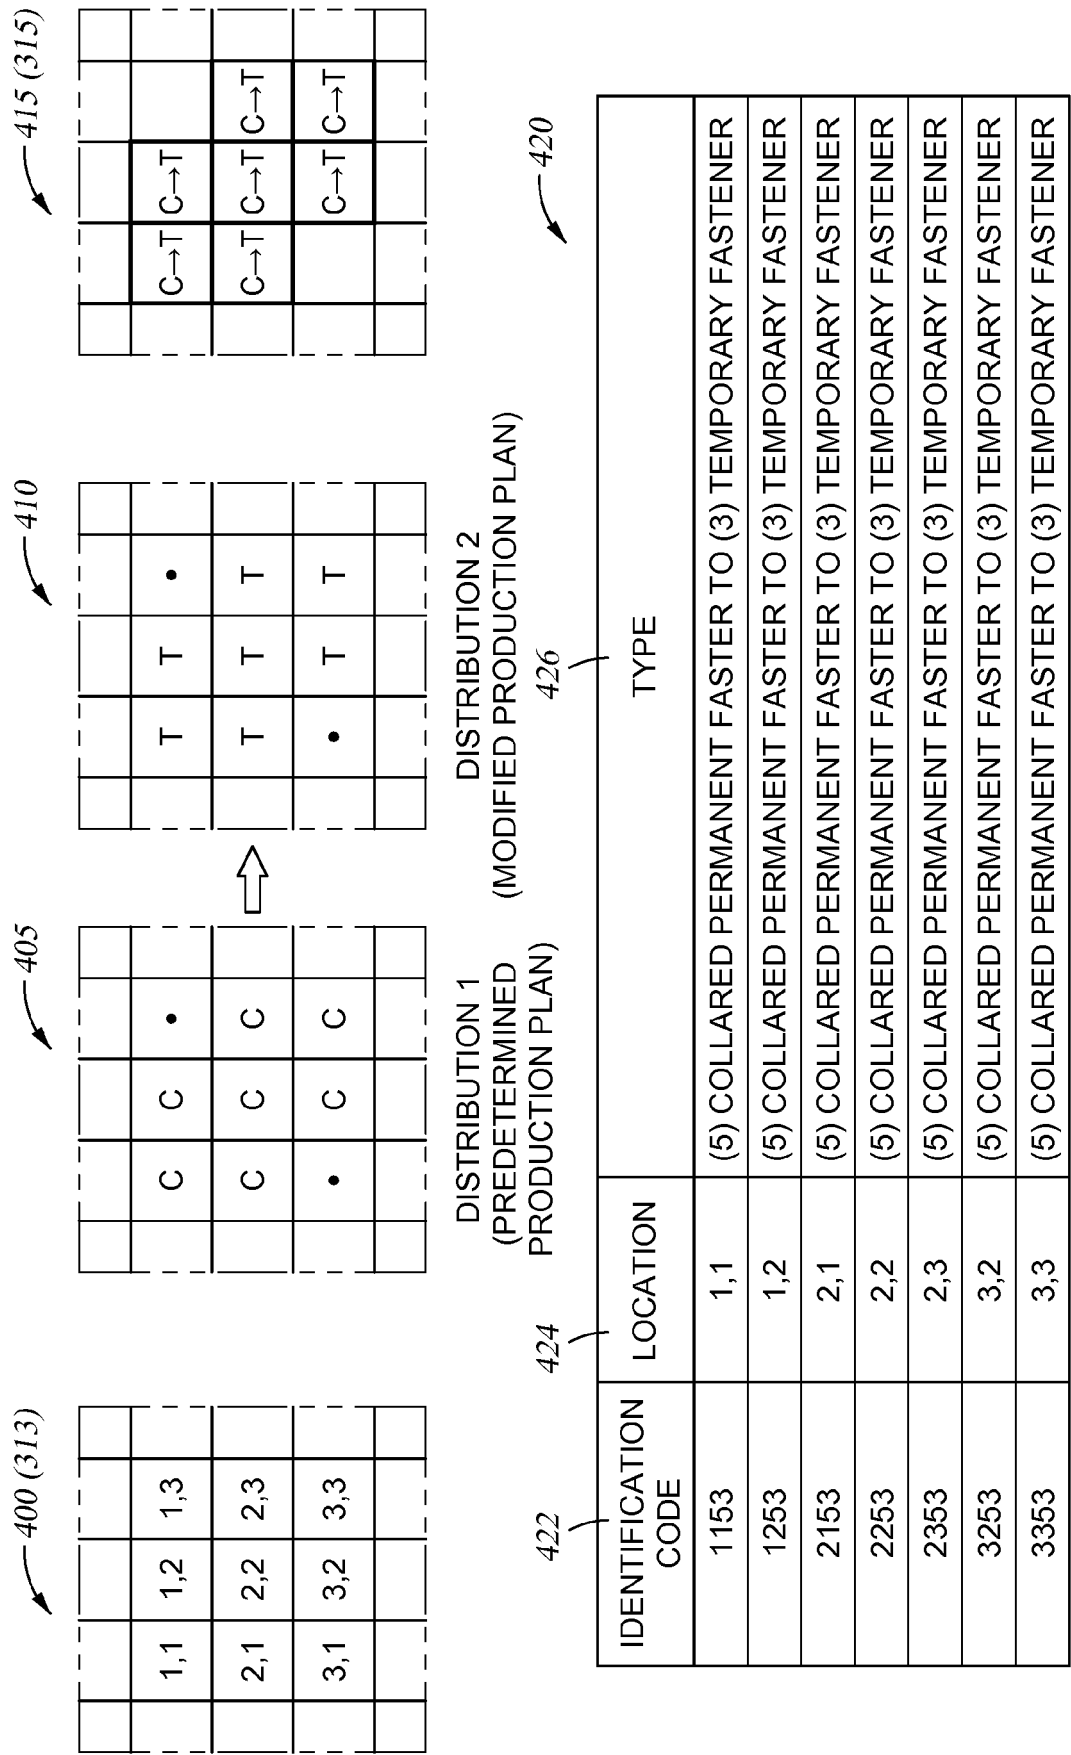 400 (313)
1,1 1,2 1,3
2,1 2,2 2,3
3,1 3,2 3,3
405
C C •
C C C
• C C
DISTRIBUTION 1
(PREDETERMINED
PRODUCTION PLAN)
410
T T •
T T T
• T T
DISTRIBUTION 2
(MODIFIED PRODUCTION PLAN)
415 (315)
C→T C→T
C→T C→T C→T
C→T C→T
420
422 424 426
IDENTIFICATION CODE LOCATION TYPE
1153 1,1 (5) COLLARED PERMANENT FASTER TO (3) TEMPORARY FASTENER
1253 1,2 (5) COLLARED PERMANENT FASTER TO (3) TEMPORARY FASTENER
2153 2,1 (5) COLLARED PERMANENT FASTER TO (3) TEMPORARY FASTENER
2253 2,2 (5) COLLARED PERMANENT FASTER TO (3) TEMPORARY FASTENER
2353 2,3 (5) COLLARED PERMANENT FASTER TO (3) TEMPORARY FASTENER
3253 3,2 (5) COLLARED PERMANENT FASTER TO (3) TEMPORARY FASTENER
3353 3,3 (5) COLLARED PERMANENT FASTER TO (3) TEMPORARY FASTENER